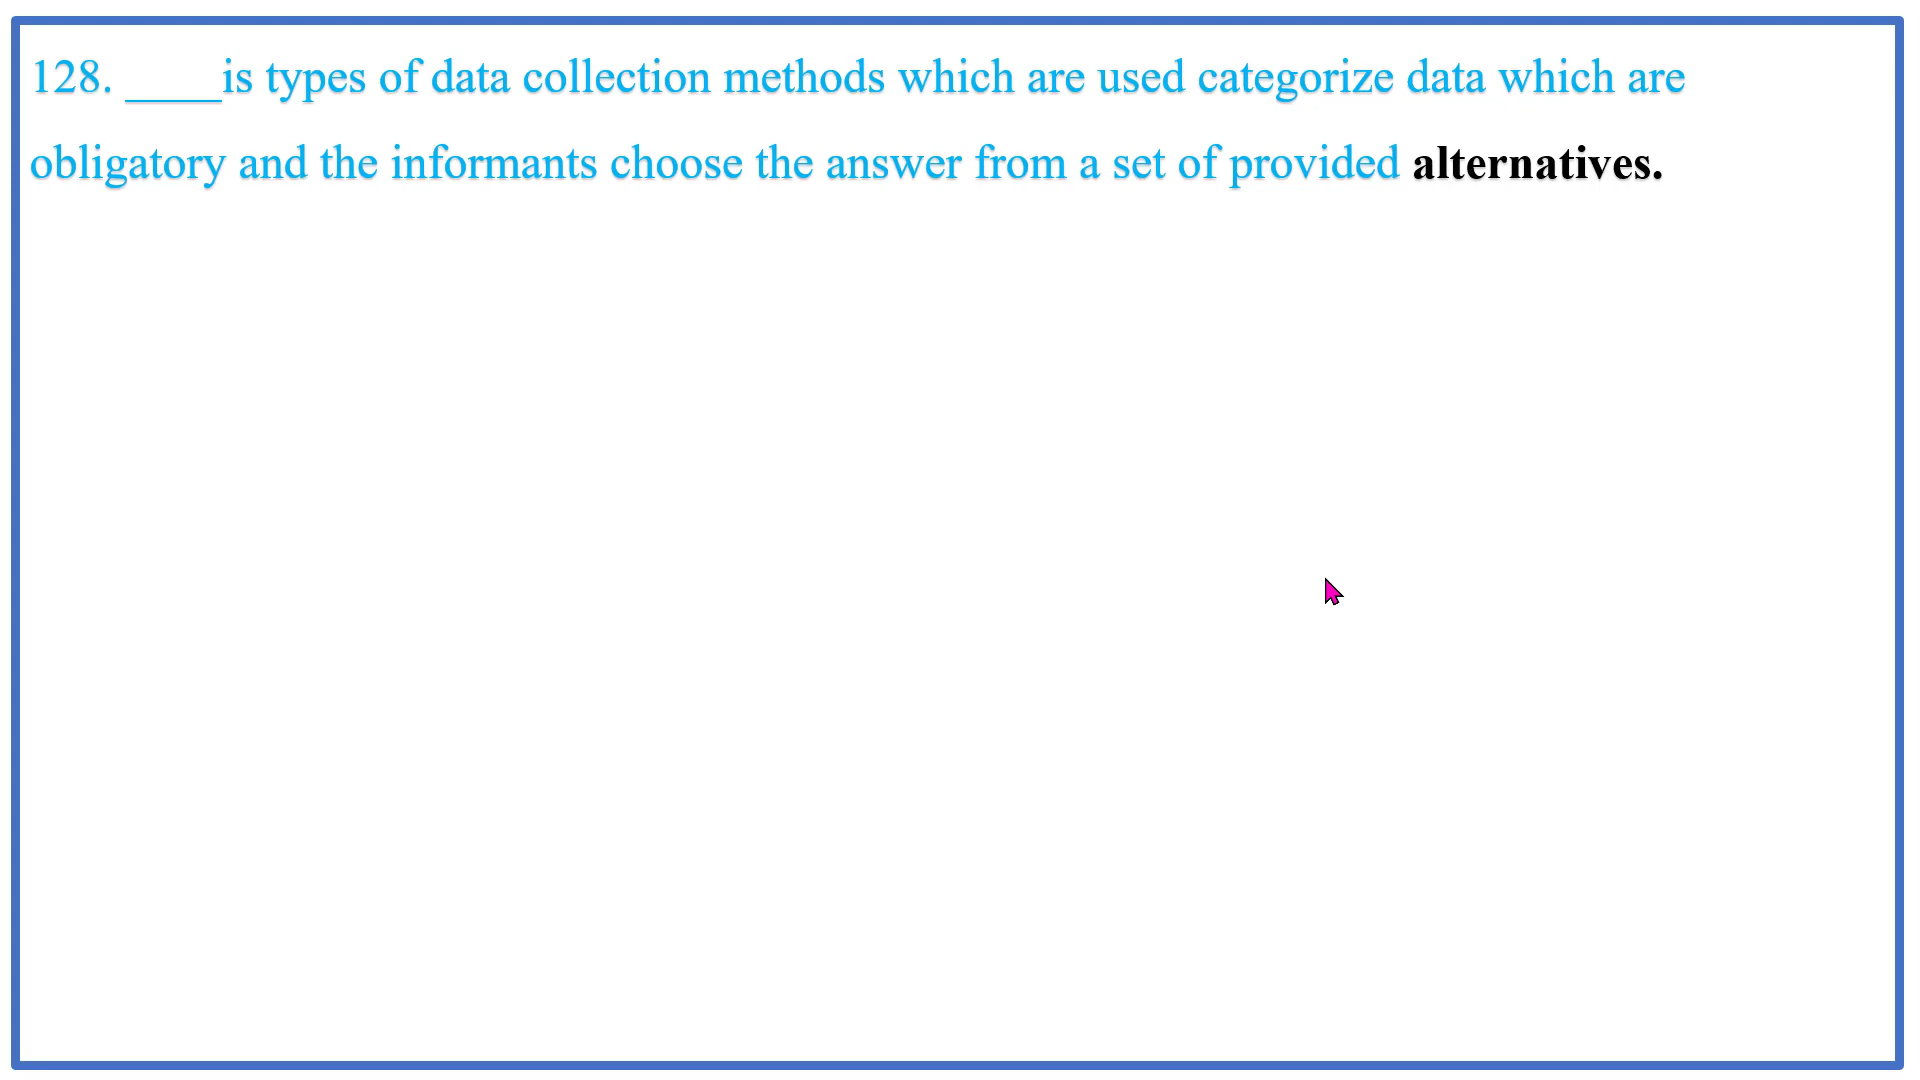 128. ____is types of data collection methods which are used categorize data which are
obligatory and the informants choose the answer from a set of provided alternatives.